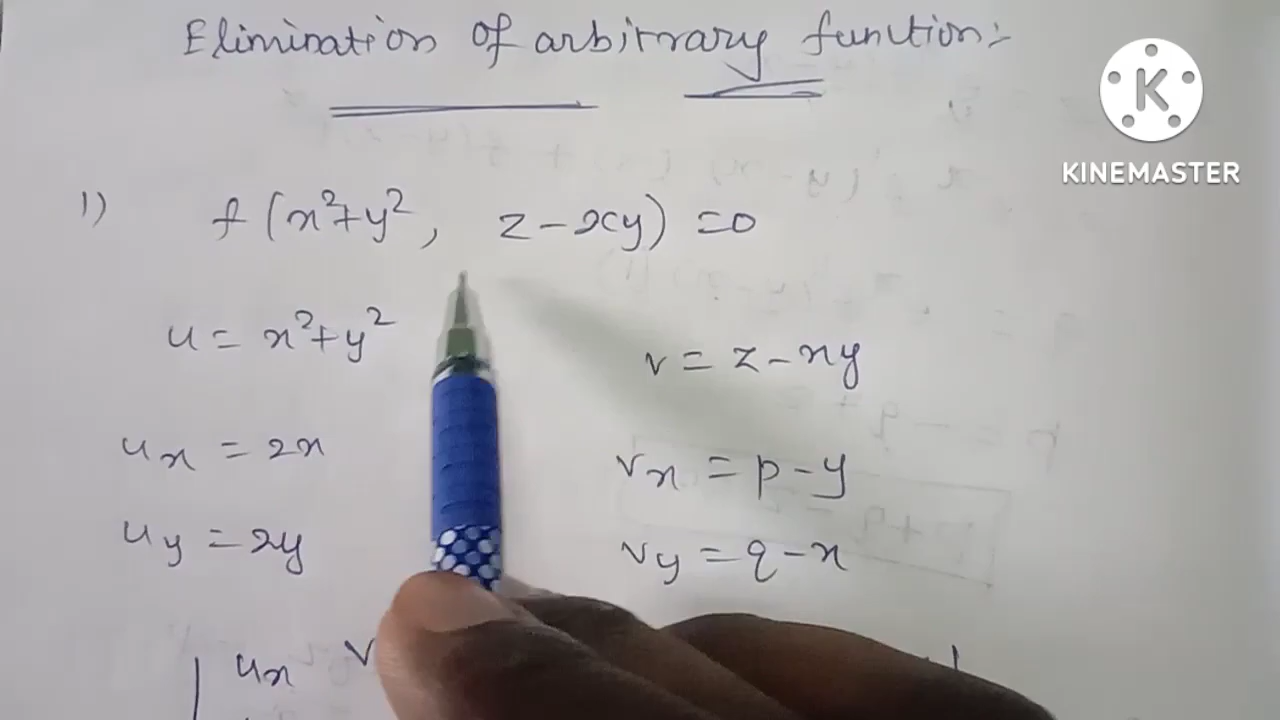 Elimination of arbitrary function:-
K
KINEMASTER
1) f(x²+y², z-xy) =0
u = x²+y² v = z-xy
ux = 2x vx = p-y
uy = 2y vy = q-x
ux v